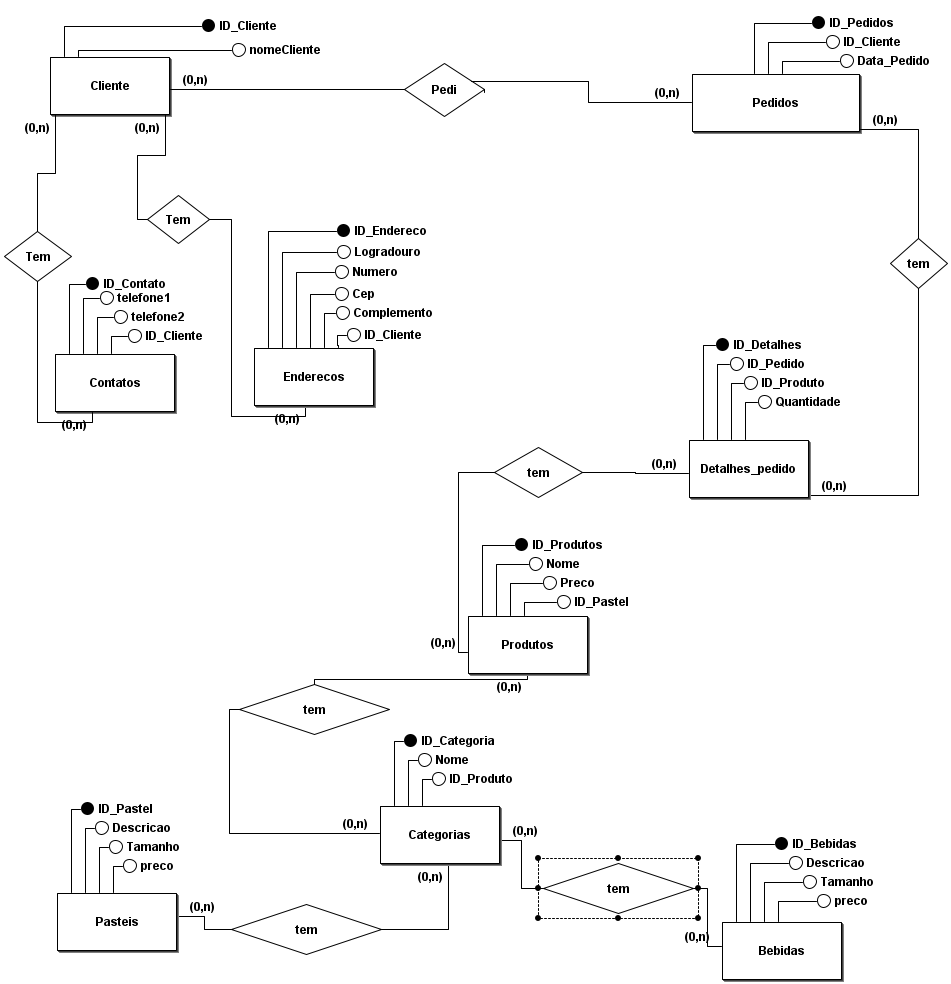 ID_Cliente
nomeCliente
Cliente
(0,n)
Pedi
(0,n)
ID_Pedidos
ID_Cliente
Data_Pedido
Pedidos
(0,n)
(0,n)
(0,n)
Tem
Tem
tem
ID_Contato
telefone1
telefone2
ID_Cliente
Contatos
(0,n)
ID_Endereco
Logradouro
Numero
Cep
Complemento
ID_Cliente
Enderecos
(0,n)
ID_Detalhes
ID_Pedido
ID_Produto
Quantidade
Detalhes_pedido
(0,n)
(0,n)
tem
ID_Produtos
Nome
Preco
ID_Pastel
Produtos
(0,n)
(0,n)
tem
ID_Categoria
Nome
ID_Produto
Categorias
(0,n)
(0,n)
(0,n)
ID_Pastel
Descricao
Tamanho
preco
Pasteis
(0,n)
tem
tem
ID_Bebidas
Descricao
Tamanho
preco
Bebidas
(0,n)